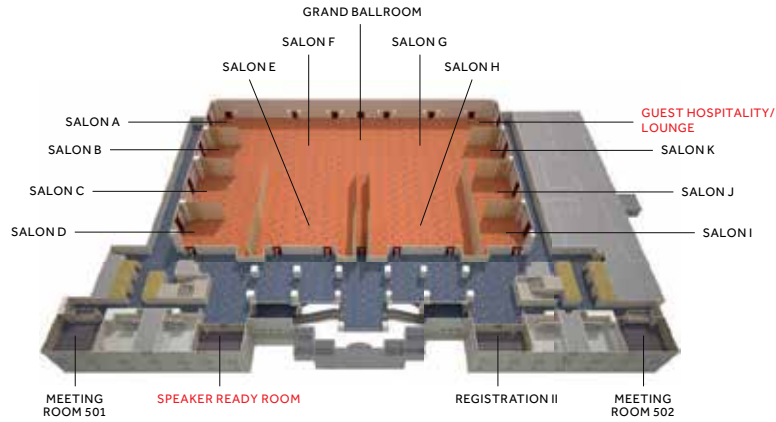 GRAND BALLROOM
SALON F
SALON G
SALON E
SALON H
SALON A
GUEST HOSPITALITY/
LOUNGE
SALON B
SALON K
SALON C
SALON J
SALON D
SALON I
MEETING
ROOM 501
SPEAKER READY ROOM
REGISTRATION II
MEETING
ROOM 502